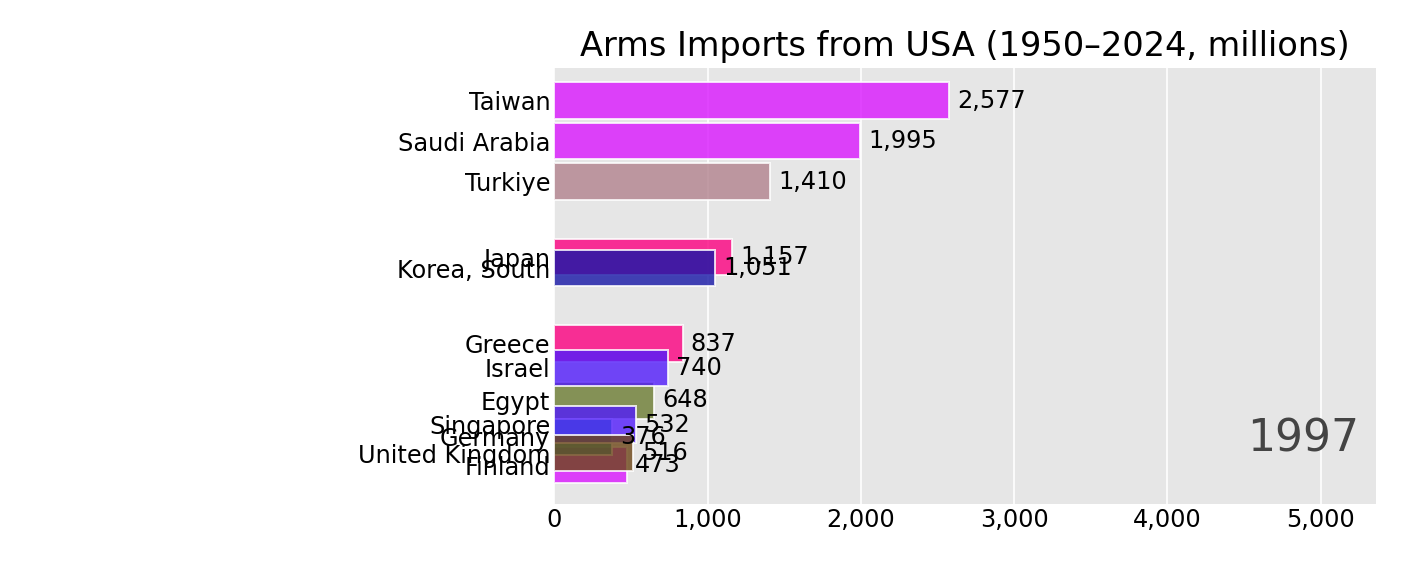 Arms Imports from USA (1950–2024, millions)
Taiwan 2,577
Saudi Arabia 1,995
Turkiye 1,410
Japan 1,157
Korea, South 1,051
Greece 837
Israel 740
Egypt 648
Singapore 532
Germany 376
United Kingdom 516
Finland 473
1997
0 1,000 2,000 3,000 4,000 5,000